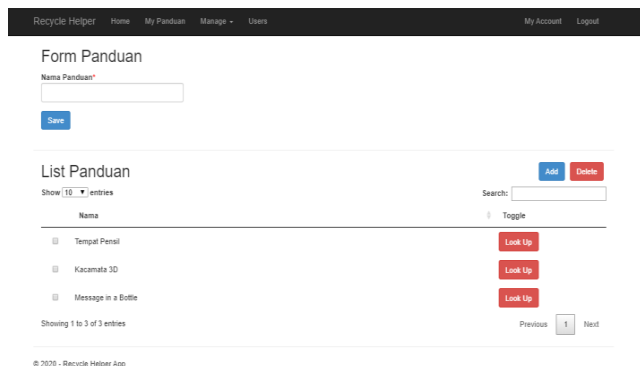 Recycle Helper Home My Panduan Manage Users My Account Logout
Form Panduan
Nama Panduan*
Save
List Panduan Add Delete
Show 10 entries Search:
Nama Toggle
Tempat Pensil Look Up
Kacamata 3D Look Up
Message in a Bottle Look Up
Showing 1 to 3 of 3 entries Previous 1 Next
© 2020 - Recycle Helper App